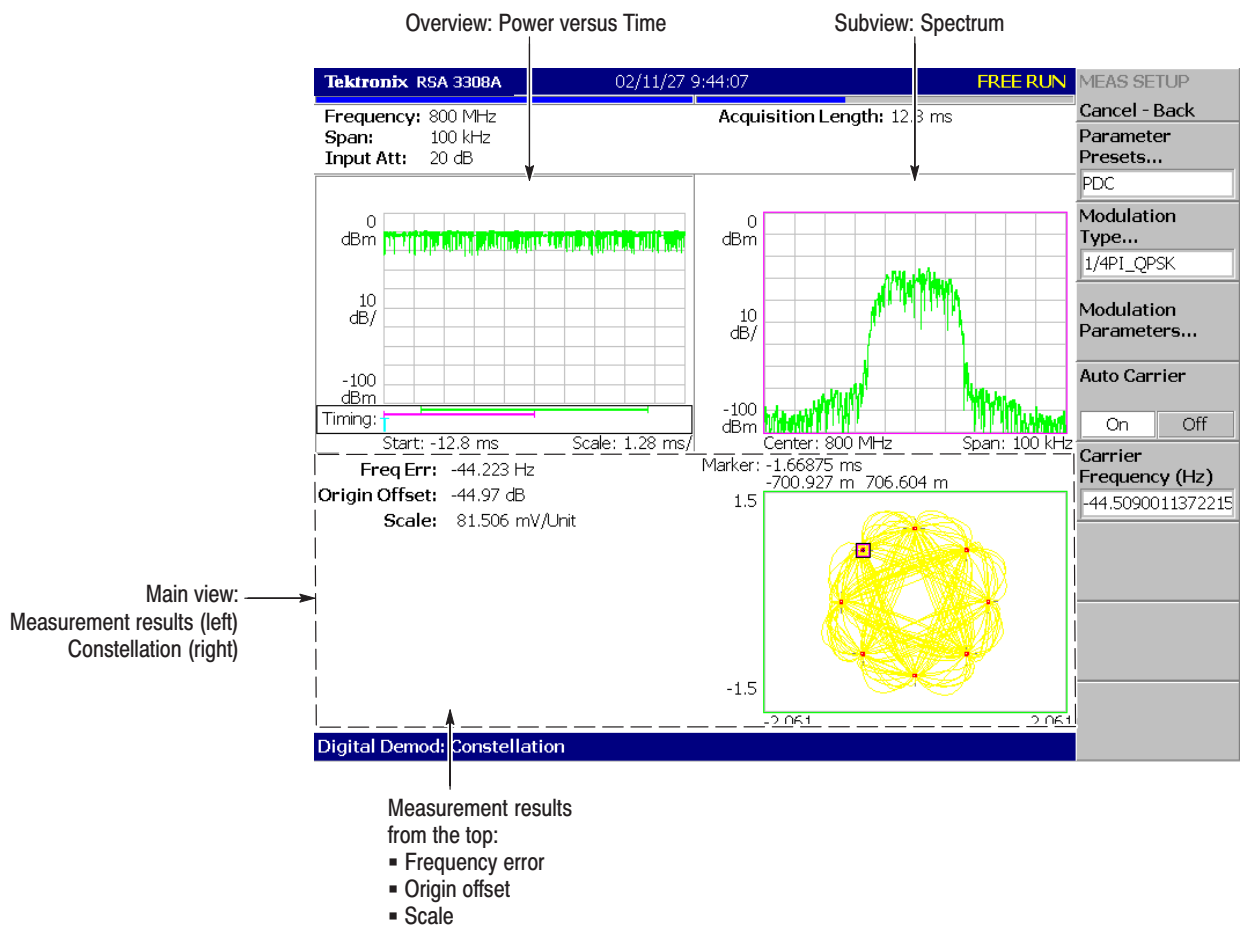 Overview: Power versus Time
Subview: Spectrum
Tektronix RSA 3308A 02/11/27 9:44:07 FREE RUN
Frequency: 800 MHz
Span: 100 kHz
Input Att: 20 dB
Acquisition Length: 12.8 ms
0
dBm
10
dB/
-100
dBm
Timing:
Start: -12.8 ms Scale: 1.28 ms/
0
dBm
10
dB/
-100
dBm
Center: 800 MHz Span: 100 kHz
Freq Err: -44.223 Hz
Origin Offset: -44.97 dB
Scale: 81.506 mV/Unit
Marker: -1.66875 ms
-700.927 m 706.604 m
1.5
-1.5
-2.061 2.061
Digital Demod: Constellation
MEAS SETUP
Cancel - Back
Parameter
Presets...
PDC
Modulation
Type...
1/4PI_QPSK
Modulation
Parameters...
Auto Carrier
On Off
Carrier
Frequency (Hz)
-44.5090011372215
Main view:
Measurement results (left)
Constellation (right)
Measurement results
from the top:
▪ Frequency error
▪ Origin offset
▪ Scale